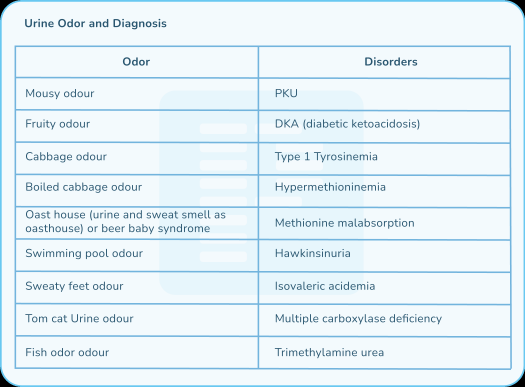 Urine Odor and Diagnosis
Odor Disorders
Mousy odour PKU
Fruity odour DKA (diabetic ketoacidosis)
Cabbage odour Type 1 Tyrosinemia
Boiled cabbage odour Hypermethioninemia
Oast house (urine and sweat smell as
oasthouse) or beer baby syndrome Methionine malabsorption
Swimming pool odour Hawkinsinuria
Sweaty feet odour Isovaleric acidemia
Tom cat Urine odour Multiple carboxylase deficiency
Fish odor odour Trimethylamine urea